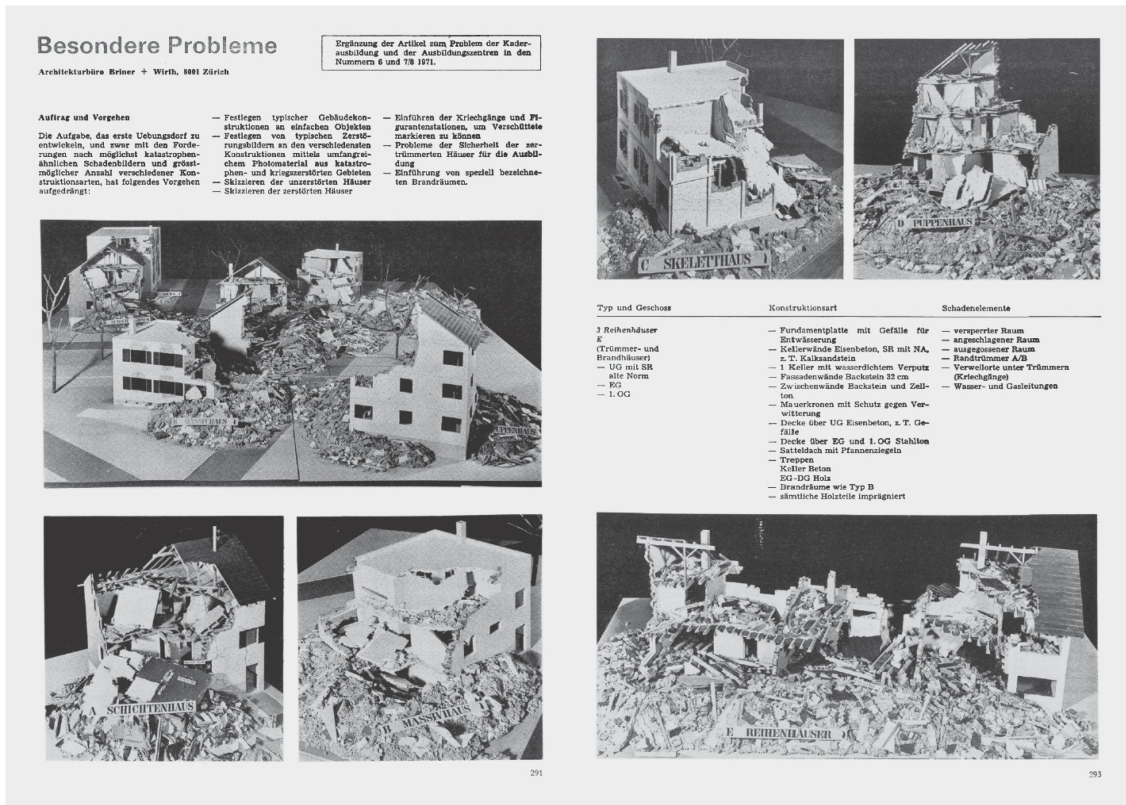 Besondere Probleme
Architekturbüro Briner + Wirth, 8001 Zürich
Ergänzung der Artikel zum Problem der Kader-
ausbildung und der Ausbildungszentren in den
Nummern 6 und 7/8 1971.
Auftrag und Vorgehen
Die Aufgabe, das erste Uebungsdorf zu
entwickeln, und zwar mit den Forde-
rungen nach möglichst katastrophen-
ähnlichen Schadenbildern und grösst-
möglicher Anzahl verschiedener Kon-
struktionsarten, hat folgendes Vorgehen
aufgedrängt:
— Festlegen typischer Gebäudekon-
struktionen an einfachen Objekten
— Festlegen von typischen Zerstö-
rungsbildern an den verschiedensten
Konstruktionen mittels umfangrei-
chem Photomaterial aus katastro-
phen- und kriegszerstörten Gebieten
— Skizzieren der unzerstörten Häuser
— Skizzieren der zerstörten Häuser
— Einführen der Kriechgänge und Fi-
gurantenstationen, um Verschüttete
markieren zu können
— Probleme der Sicherheit der zer-
trümmerten Häuser für die Ausbil-
dung
— Einführung von speziell bezeichne-
ten Brandräumen.
B MASSIVHAUS
PUPPENHAUS
A SCHICHTENHAUS
B MASSIVHAUS
291
C SKELETTHAUS
D PUPPENHAUS
Typ und Geschoss
3 Reihenhäuser
E
(Trümmer- und
Brandhäuser)
— UG mit SR
alte Norm
— EG
— 1. OG
Konstruktionsart
— Fundamentplatte mit Gefälle für
Entwässerung
— Kellerwände Eisenbeton, SR mit NA,
z. T. Kalksandstein
— 1 Keller mit wasserdichtem Verputz
— Fassadenwände Backstein 32 cm
— Zwischenwände Backstein und Zell-
ton
— Mauerkronen mit Schutz gegen Ver-
witterung
— Decke über UG Eisenbeton, z. T. Ge-
fälle
— Decke über EG und 1. OG Stahlton
— Satteldach mit Pfannenziegeln
— Treppen
Keller Beton
EG-DG Holz
— Brandräume wie Typ B
— sämtliche Holzteile imprägniert
Schadenelemente
— versperrter Raum
— angeschlagener Raum
— ausgegossener Raum
— Randtrümmer A/B
— Verweilorte unter Trümmern
(Kriechgänge)
— Wasser- und Gasleitungen
E REIHENHÄUSER
293